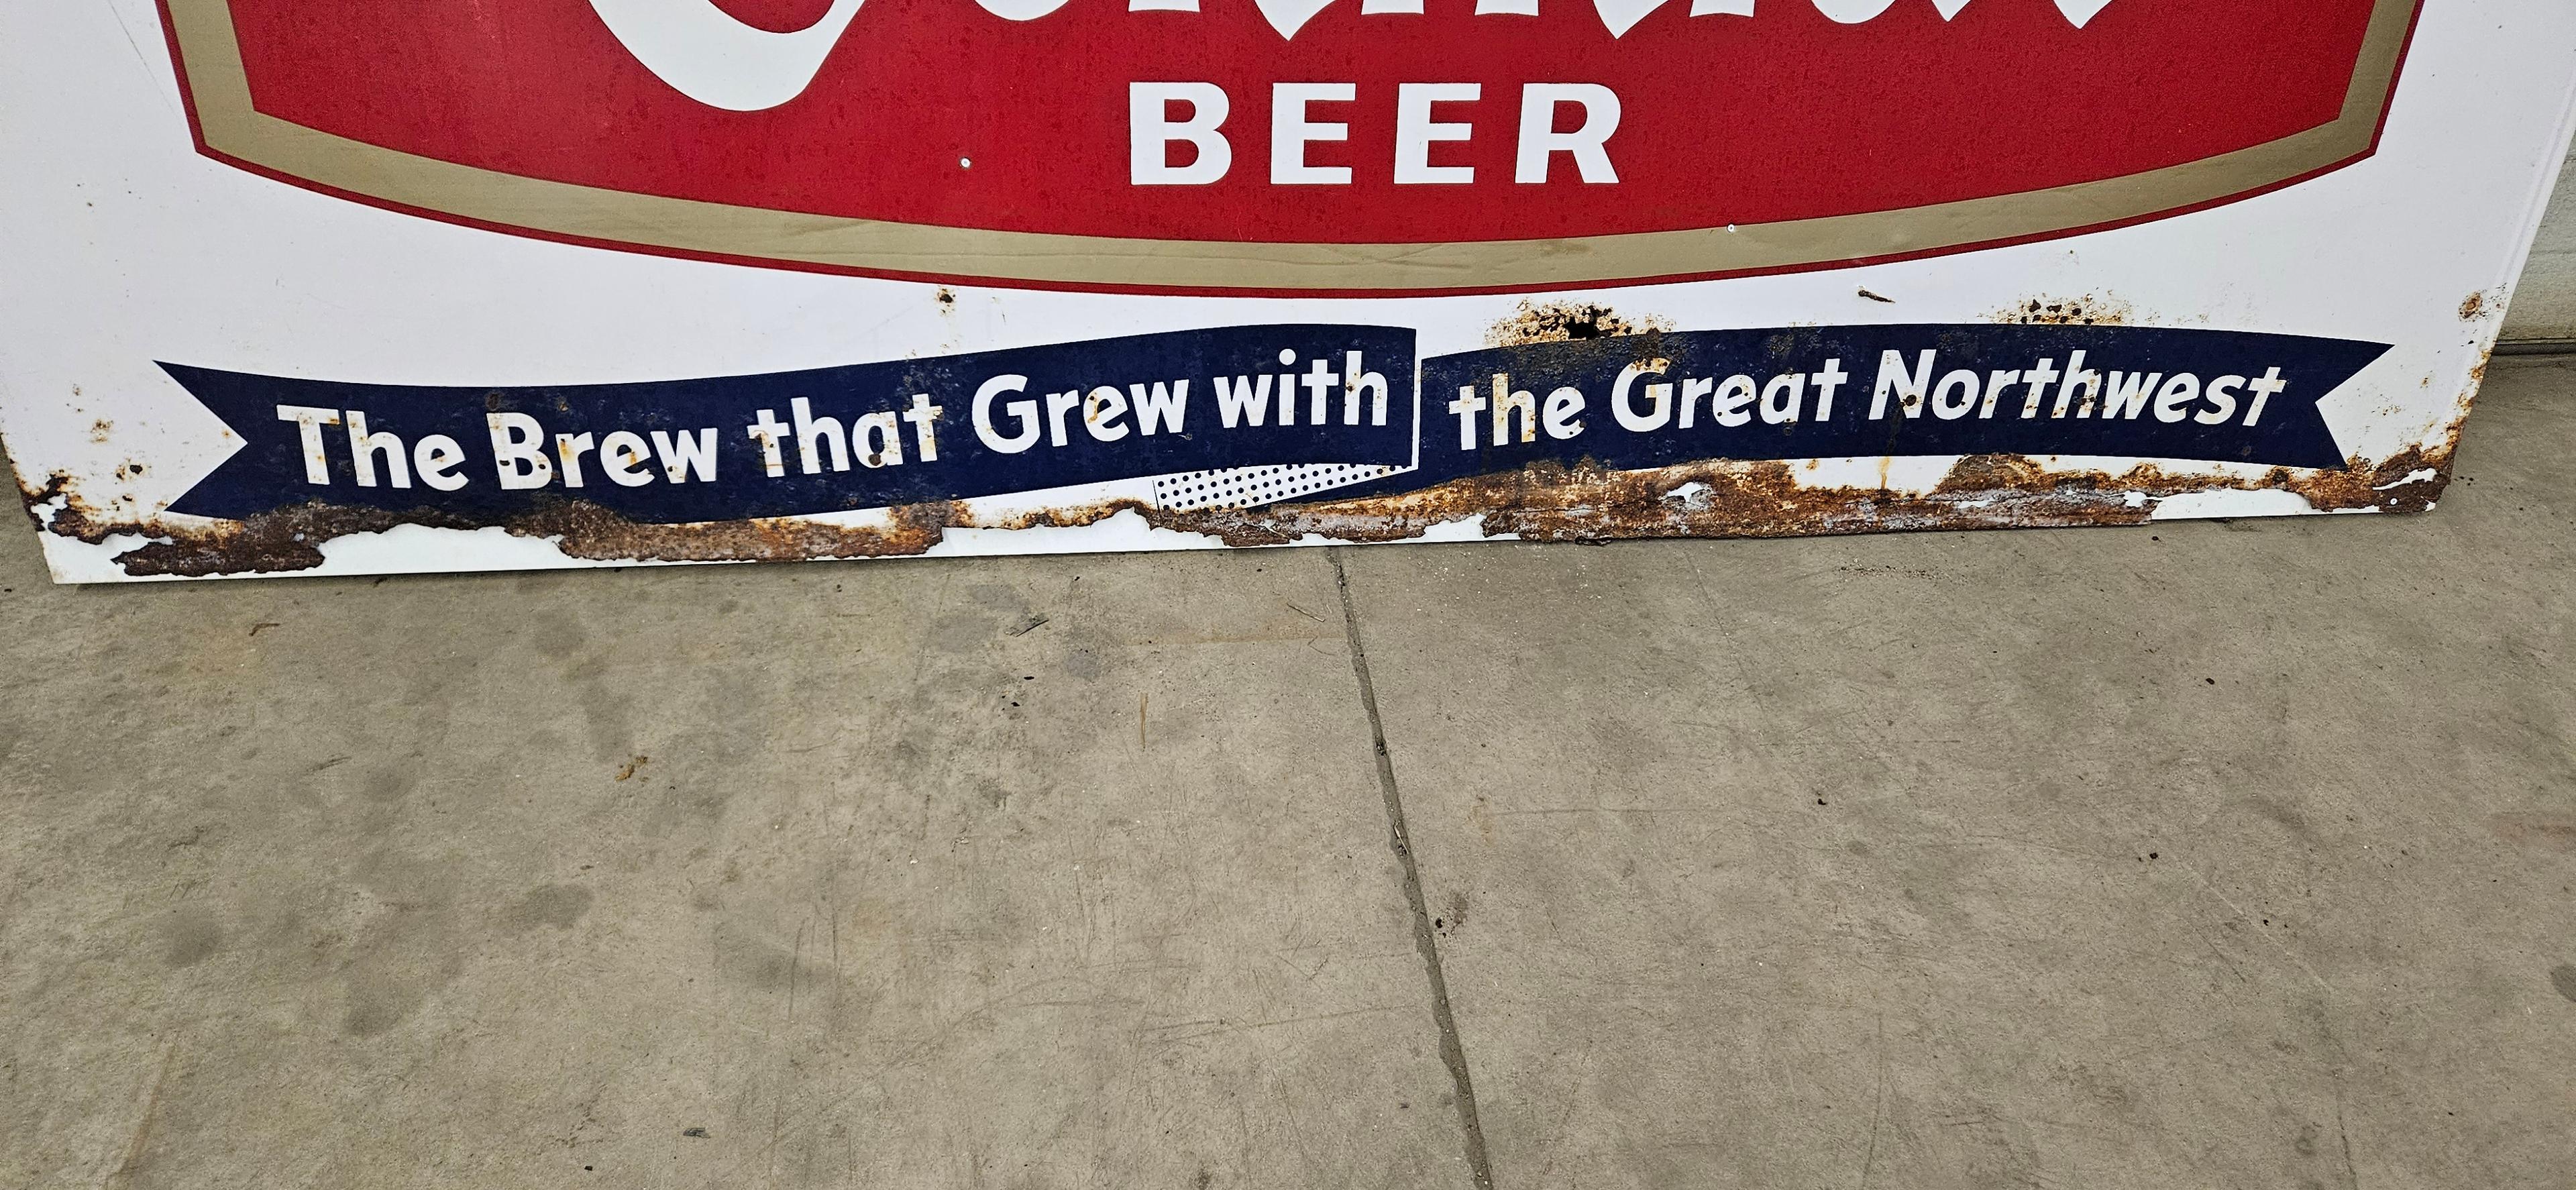 BEER
The Brew that Grew with the Great Northwest